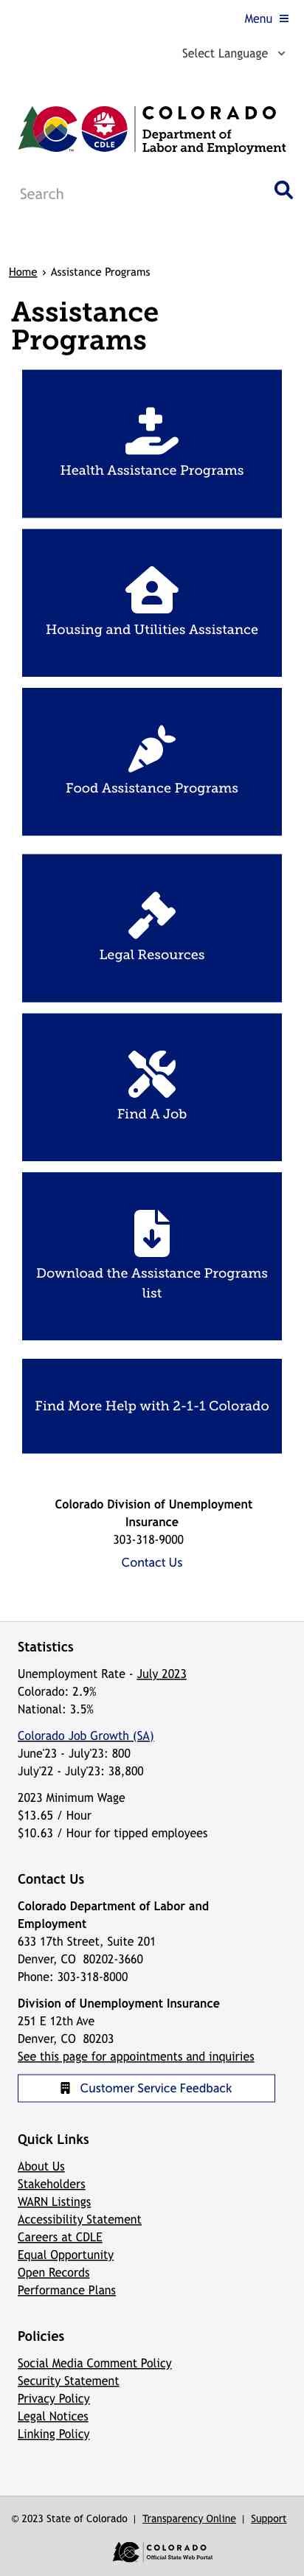 Menu
Select Language
CDLE
COLORADO
Department of
Labor and Employment
Search
Home › Assistance Programs
Assistance
Programs
Health Assistance Programs
Housing and Utilities Assistance
Food Assistance Programs
Legal Resources
Find A Job
Download the Assistance Programs
list
Find More Help with 2-1-1 Colorado
Colorado Division of Unemployment
Insurance
303-318-9000
Contact Us
Statistics
Unemployment Rate - July 2023
Colorado: 2.9%
National: 3.5%
Colorado Job Growth (SA)
June'23 - July'23: 800
July'22 - July'23: 38,800
2023 Minimum Wage
$13.65 / Hour
$10.63 / Hour for tipped employees
Contact Us
Colorado Department of Labor and
Employment
633 17th Street, Suite 201
Denver, CO  80202-3660
Phone: 303-318-8000
Division of Unemployment Insurance
251 E 12th Ave
Denver, CO  80203
See this page for appointments and inquiries
Customer Service Feedback
Quick Links
About Us
Stakeholders
WARN Listings
Accessibility Statement
Careers at CDLE
Equal Opportunity
Open Records
Performance Plans
Policies
Social Media Comment Policy
Security Statement
Privacy Policy
Legal Notices
Linking Policy
© 2023 State of Colorado | Transparency Online | Support
COLORADO
Official State Web Portal